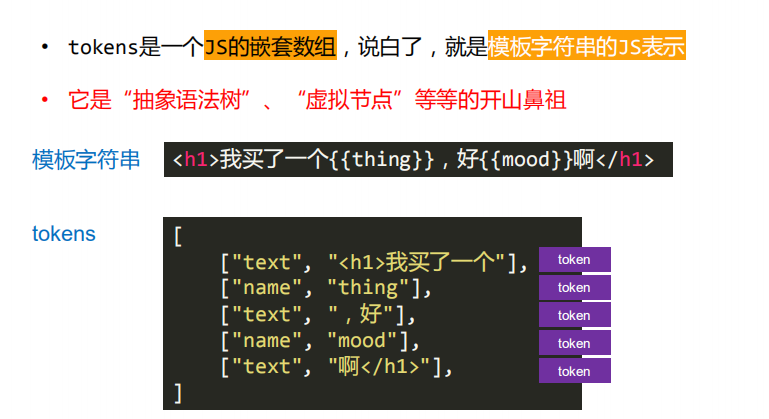 • tokens是一个JS的嵌套数组，说白了，就是模板字符串的JS表示
• 它是“抽象语法树”、“虚拟节点”等等的开山鼻祖
模板字符串 <h1>我买了一个{{thing}}，好{{mood}}啊</h1>
tokens
[
["text", "<h1>我买了一个"], token
["name", "thing"], token
["text", "，好"], token
["name", "mood"], token
["text", "啊</h1>"], token
]